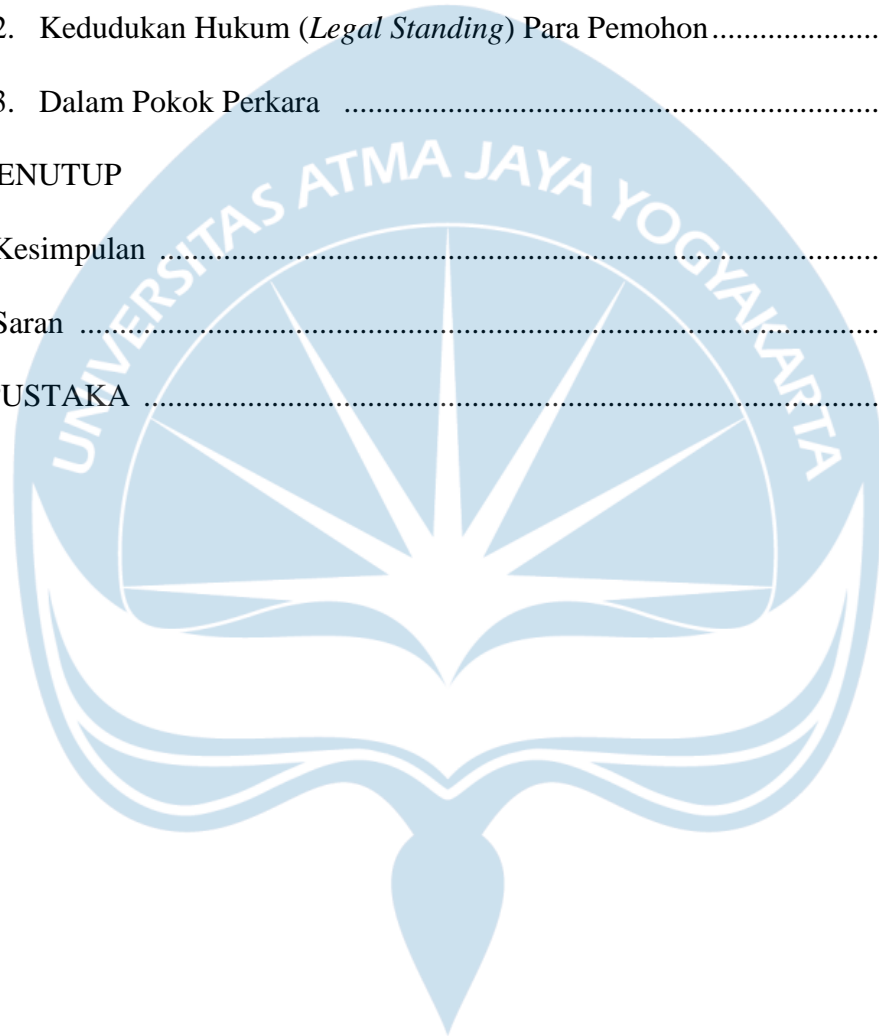 2. Kedudukan Hukum (Legal Standing) Para Pemohon....................
3. Dalam Pokok Perkara ....................................................................
ENUTUP
Kesimpulan ..............................................................................................
Saran ........................................................................................................
USTAKA ................................................................................................
UNIVERSITAS ATMA JAYA YOGYAKARTA